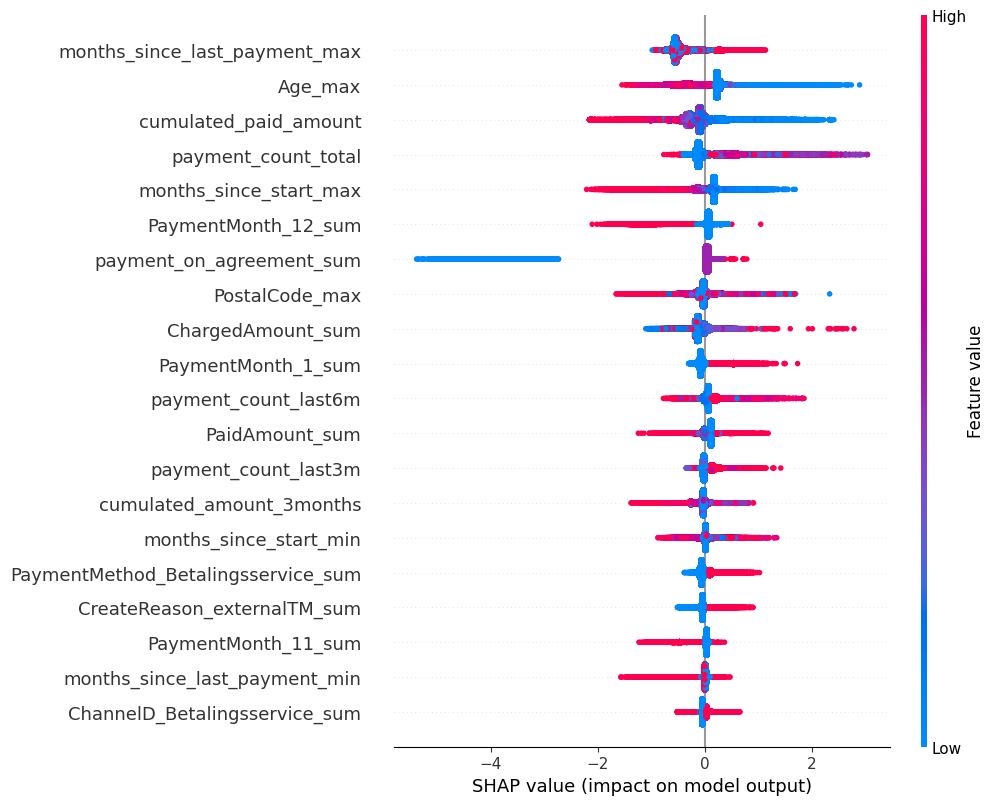 High
months_since_last_payment_max
Age_max
cumulated_paid_amount
payment_count_total
months_since_start_max
PaymentMonth_12_sum
payment_on_agreement_sum
PostalCode_max
ChargedAmount_sum
PaymentMonth_1_sum
payment_count_last6m
PaidAmount_sum
payment_count_last3m
cumulated_amount_3months
months_since_start_min
PaymentMethod_Betalingsservice_sum
CreateReason_externalTM_sum
PaymentMonth_11_sum
months_since_last_payment_min
ChannelD_Betalingsservice_sum
Feature value
Low
−4 −2 0 2
SHAP value (impact on model output)